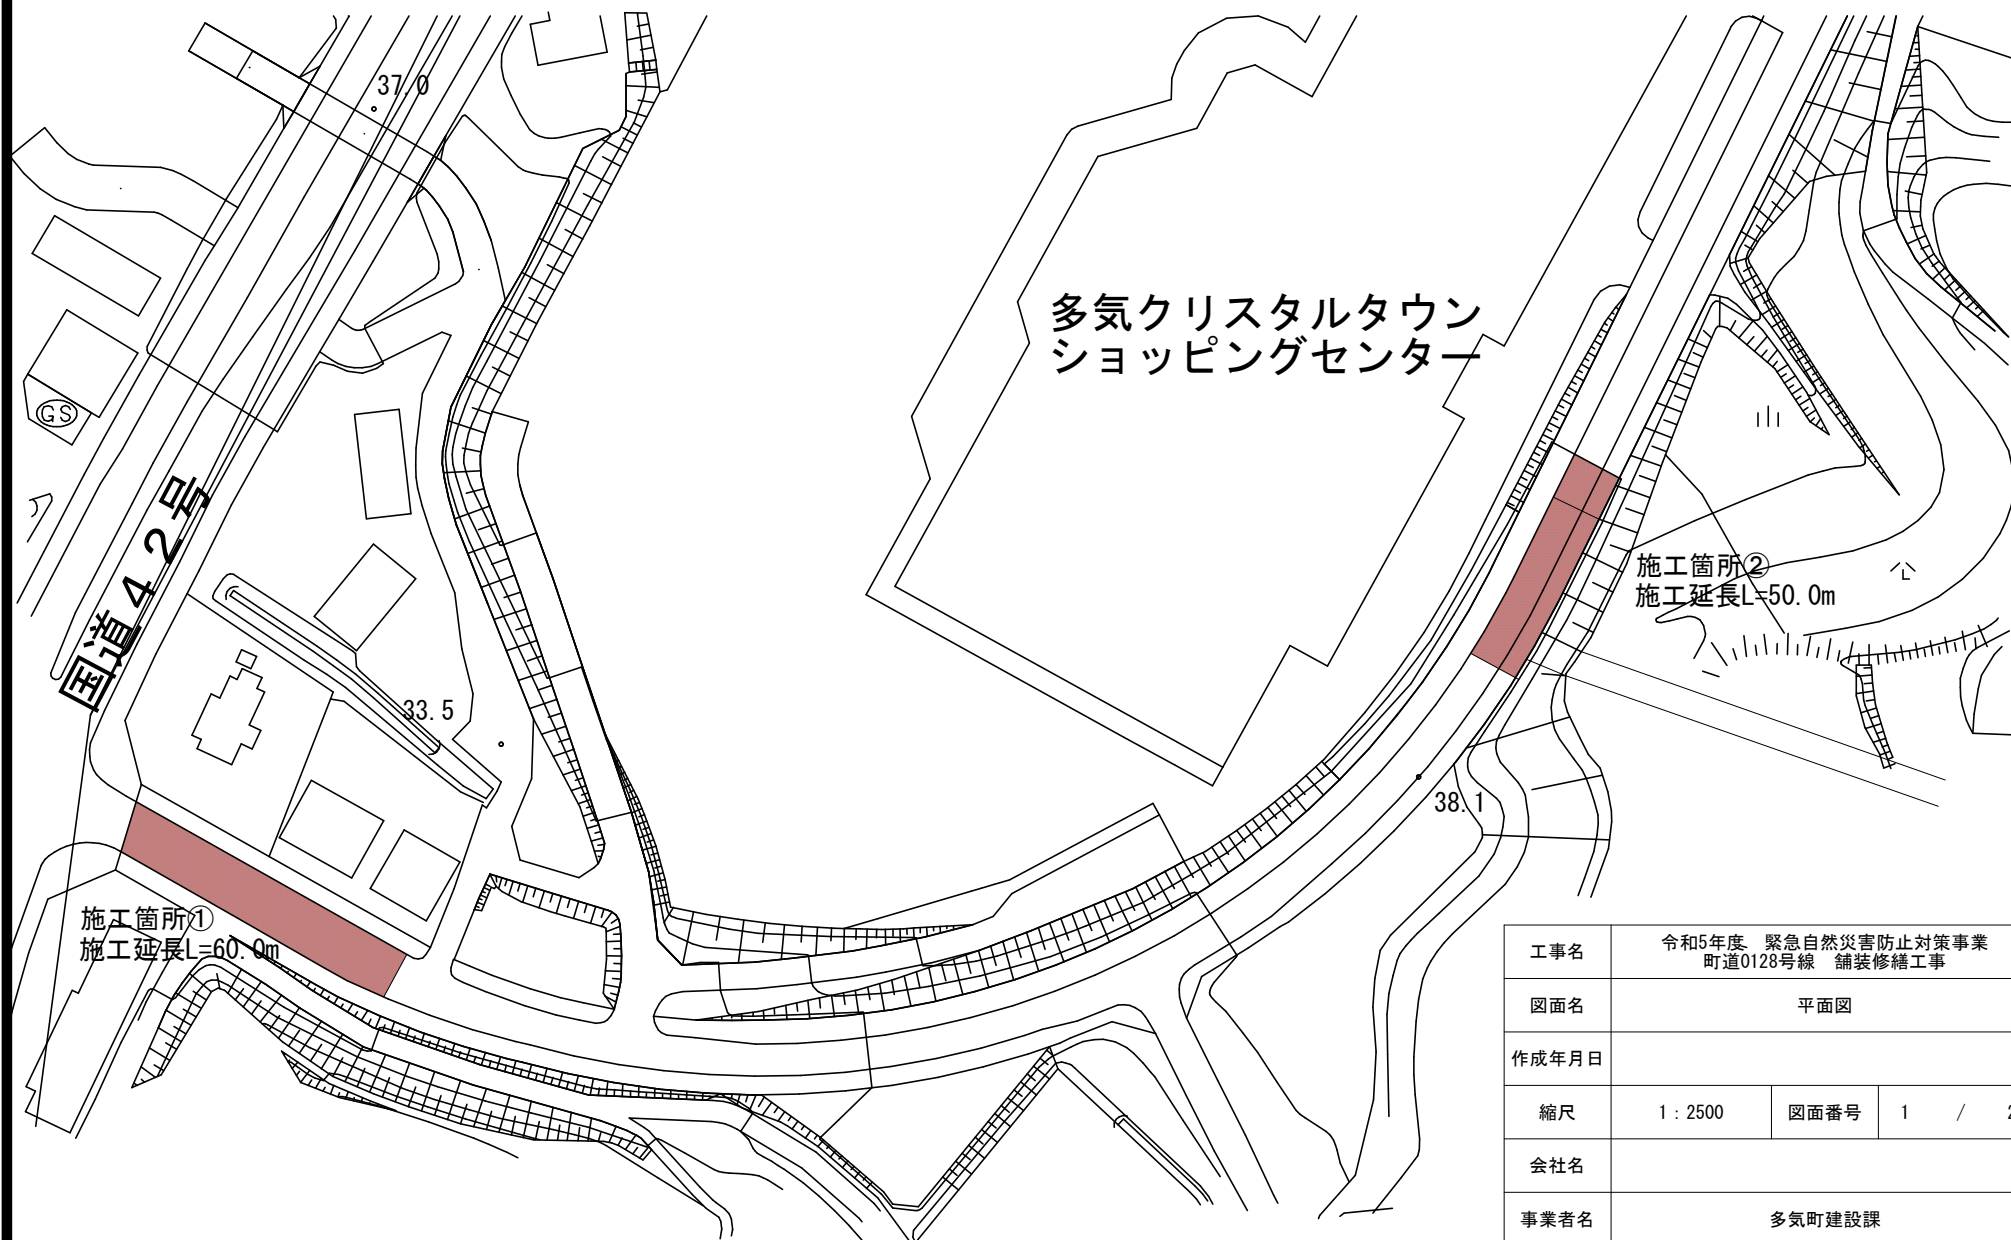 37.0
多気クリスタルタウン
ショッピングセンター
GS
国道42号
施工箇所②
施工延長L=50.0m
33.5
38.1
施工箇所①
施工延長L=60.0m
工事名 令和5年度 緊急自然災害防止対策事業
町道0128号線 舗装修繕工事
図面名 平面図
作成年月日
縮尺 1:2500 図面番号 1 / 2
会社名
事業者名 多気町建設課